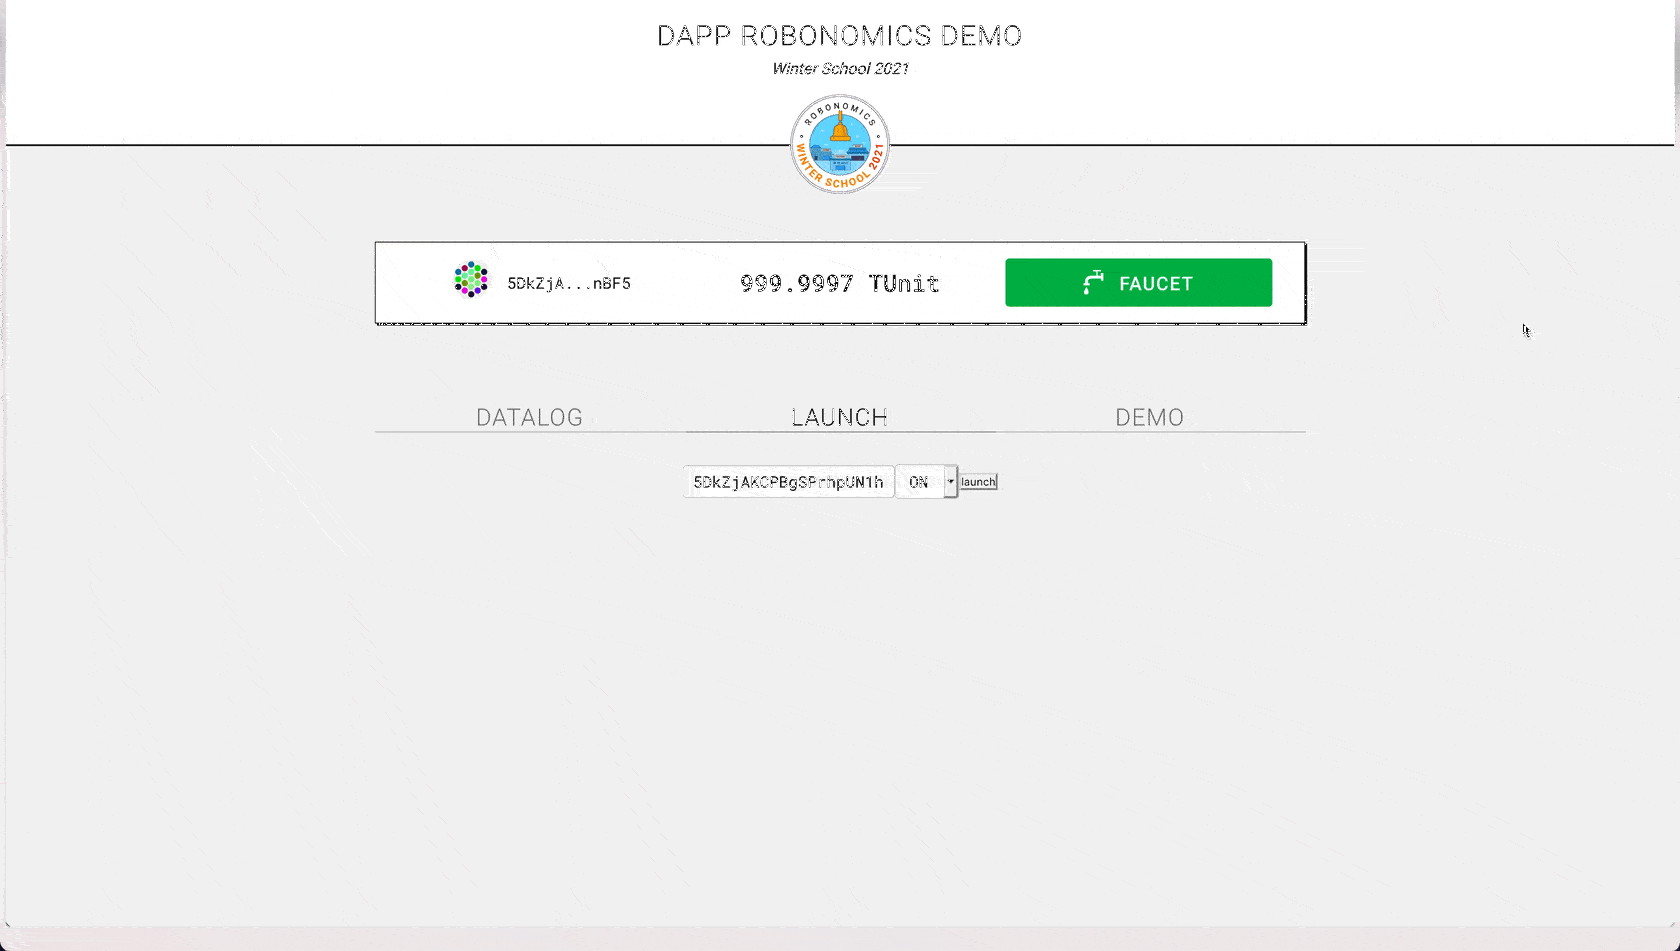 DAPP ROBONOMICS DEMO
Winter School 2021
ROBONOMICS
WINTER SCHOOL 2021
5DkZjA...nBF5
999.9997 TUnit
FAUCET
DATALOG
LAUNCH
DEMO
5DkZjAKCPBgSPrhpUN1h
ON
launch